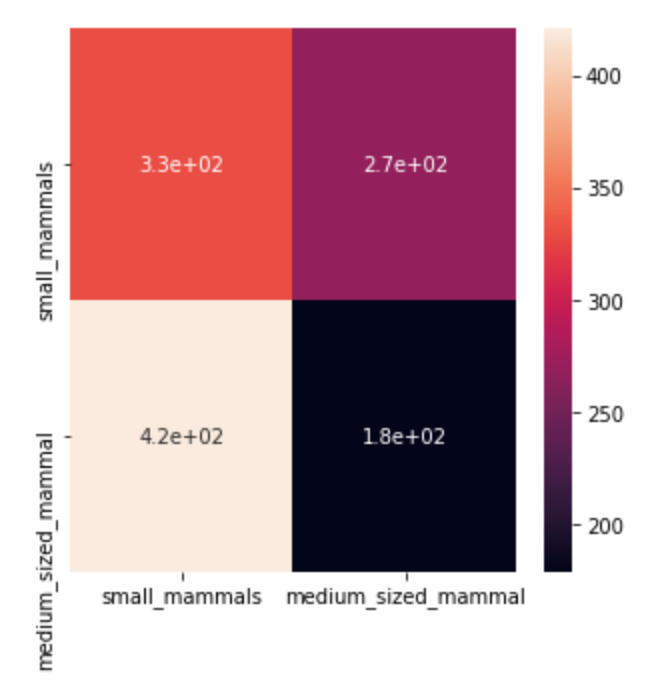 small_mammals
medium_sized_mammal
3.3e+02
2.7e+02
4.2e+02
1.8e+02
small_mammals
medium_sized_mammal
400
350
300
250
200